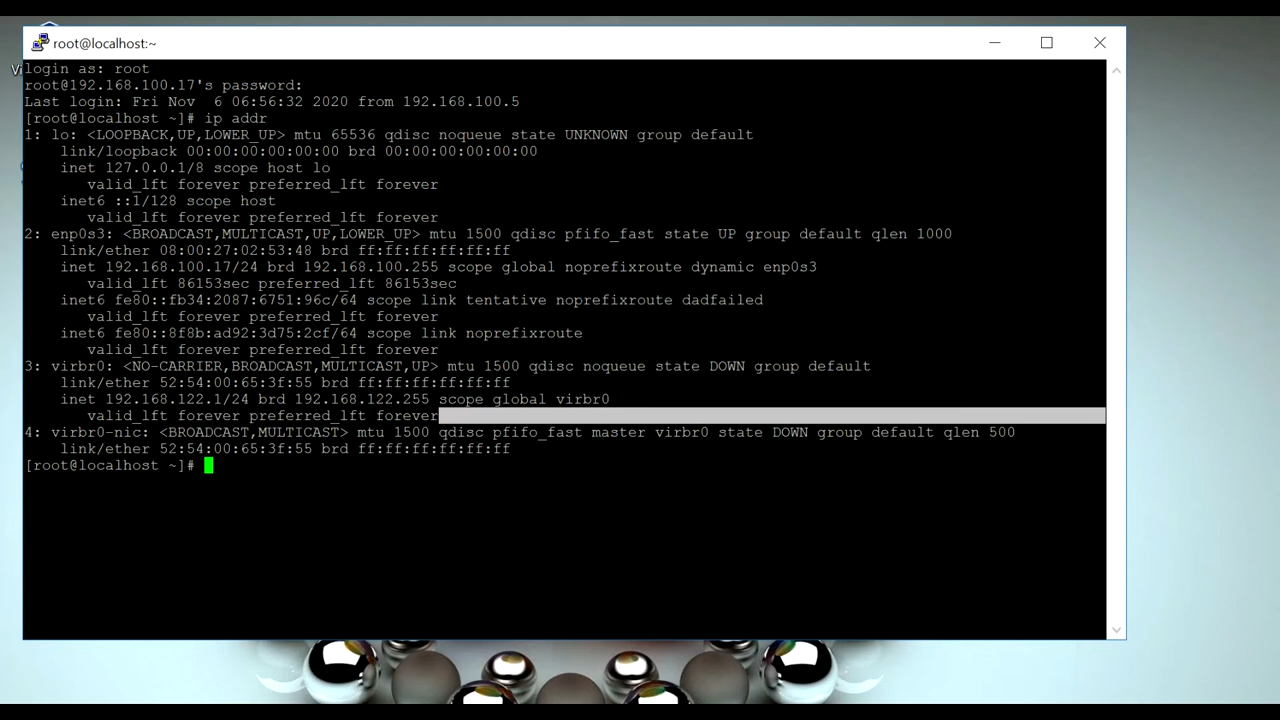 root@localhost:~
login as: root
root@192.168.100.17's password:
Last login: Fri Nov  6 06:56:32 2020 from 192.168.100.5
[root@localhost ~]# ip addr
1: lo: <LOOPBACK,UP,LOWER_UP> mtu 65536 qdisc noqueue state UNKNOWN group default
    link/loopback 00:00:00:00:00:00 brd 00:00:00:00:00:00
    inet 127.0.0.1/8 scope host lo
       valid_lft forever preferred_lft forever
    inet6 ::1/128 scope host
       valid_lft forever preferred_lft forever
2: enp0s3: <BROADCAST,MULTICAST,UP,LOWER_UP> mtu 1500 qdisc pfifo_fast state UP group default qlen 1000
    link/ether 08:00:27:02:53:48 brd ff:ff:ff:ff:ff:ff
    inet 192.168.100.17/24 brd 192.168.100.255 scope global noprefixroute dynamic enp0s3
       valid_lft 86153sec preferred_lft 86153sec
    inet6 fe80::fb34:2087:6751:96c/64 scope link tentative noprefixroute dadfailed
       valid_lft forever preferred_lft forever
    inet6 fe80::8f8b:ad92:3d75:2cf/64 scope link noprefixroute
       valid_lft forever preferred_lft forever
3: virbr0: <NO-CARRIER,BROADCAST,MULTICAST,UP> mtu 1500 qdisc noqueue state DOWN group default
    link/ether 52:54:00:65:3f:55 brd ff:ff:ff:ff:ff:ff
    inet 192.168.122.1/24 brd 192.168.122.255 scope global virbr0
       valid_lft forever preferred_lft forever
4: virbr0-nic: <BROADCAST,MULTICAST> mtu 1500 qdisc pfifo_fast master virbr0 state DOWN group default qlen 500
    link/ether 52:54:00:65:3f:55 brd ff:ff:ff:ff:ff:ff
[root@localhost ~]#